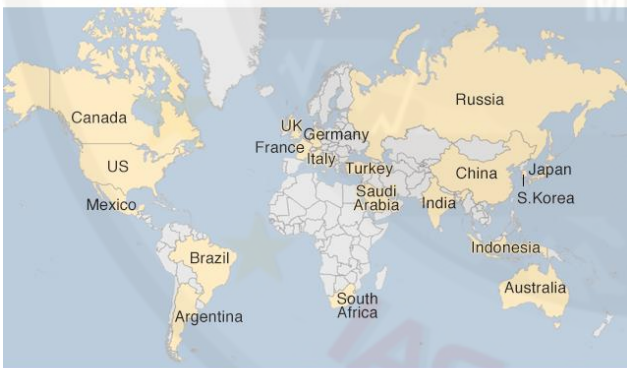 Canada
Russia
UK
Germany
France
Italy
US
Turkey
China
Japan
Mexico
Saudi
Arabia
India
S.Korea
Indonesia
Brazil
Australia
South
Africa
Argentina
IAS
M